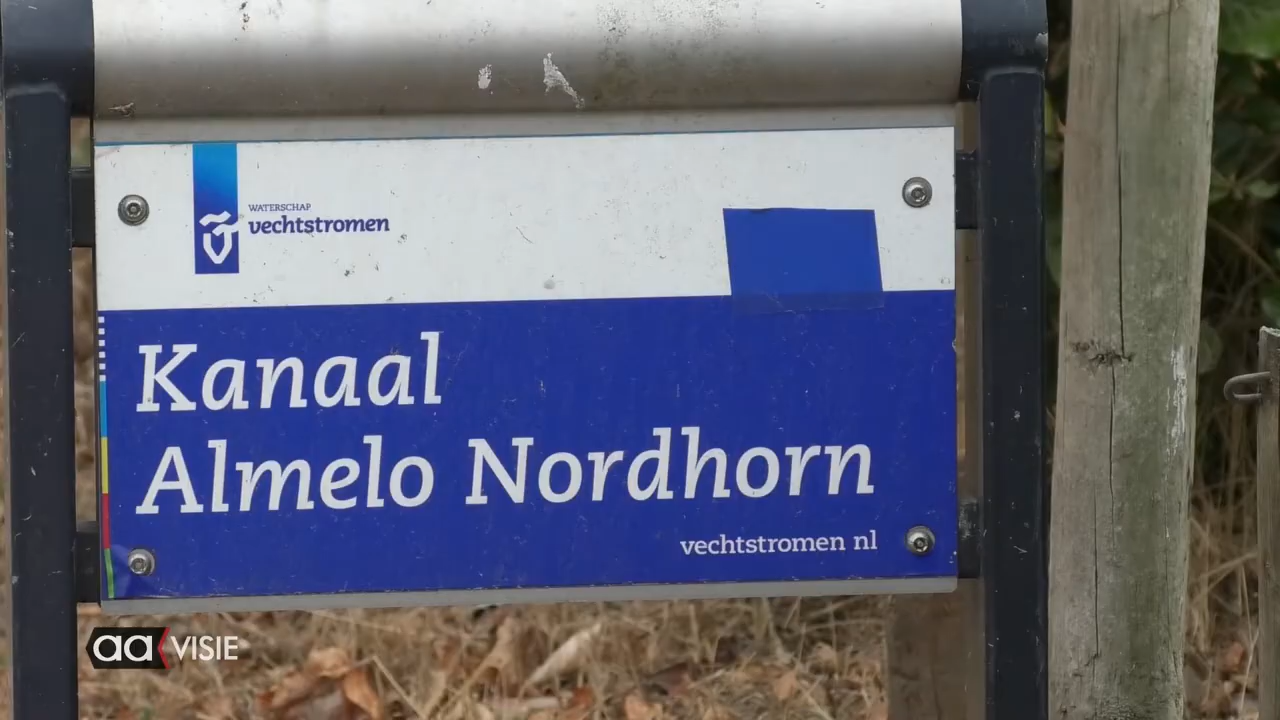 WATERSCHAP
vechtstromen
Kanaal
Almelo Nordhorn
vechtstromen nl
aa VISIE